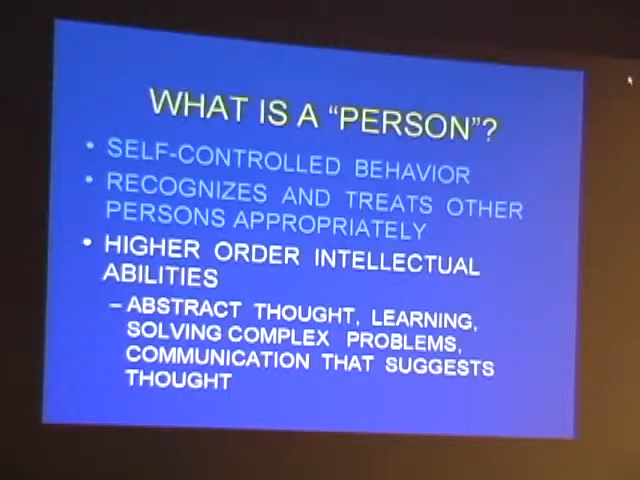 WHAT IS A “PERSON”?
• SELF-CONTROLLED BEHAVIOR
• RECOGNIZES AND TREATS OTHER
PERSONS APPROPRIATELY
• HIGHER ORDER INTELLECTUAL
ABILITIES
– ABSTRACT THOUGHT, LEARNING,
SOLVING COMPLEX PROBLEMS,
COMMUNICATION THAT SUGGESTS
THOUGHT